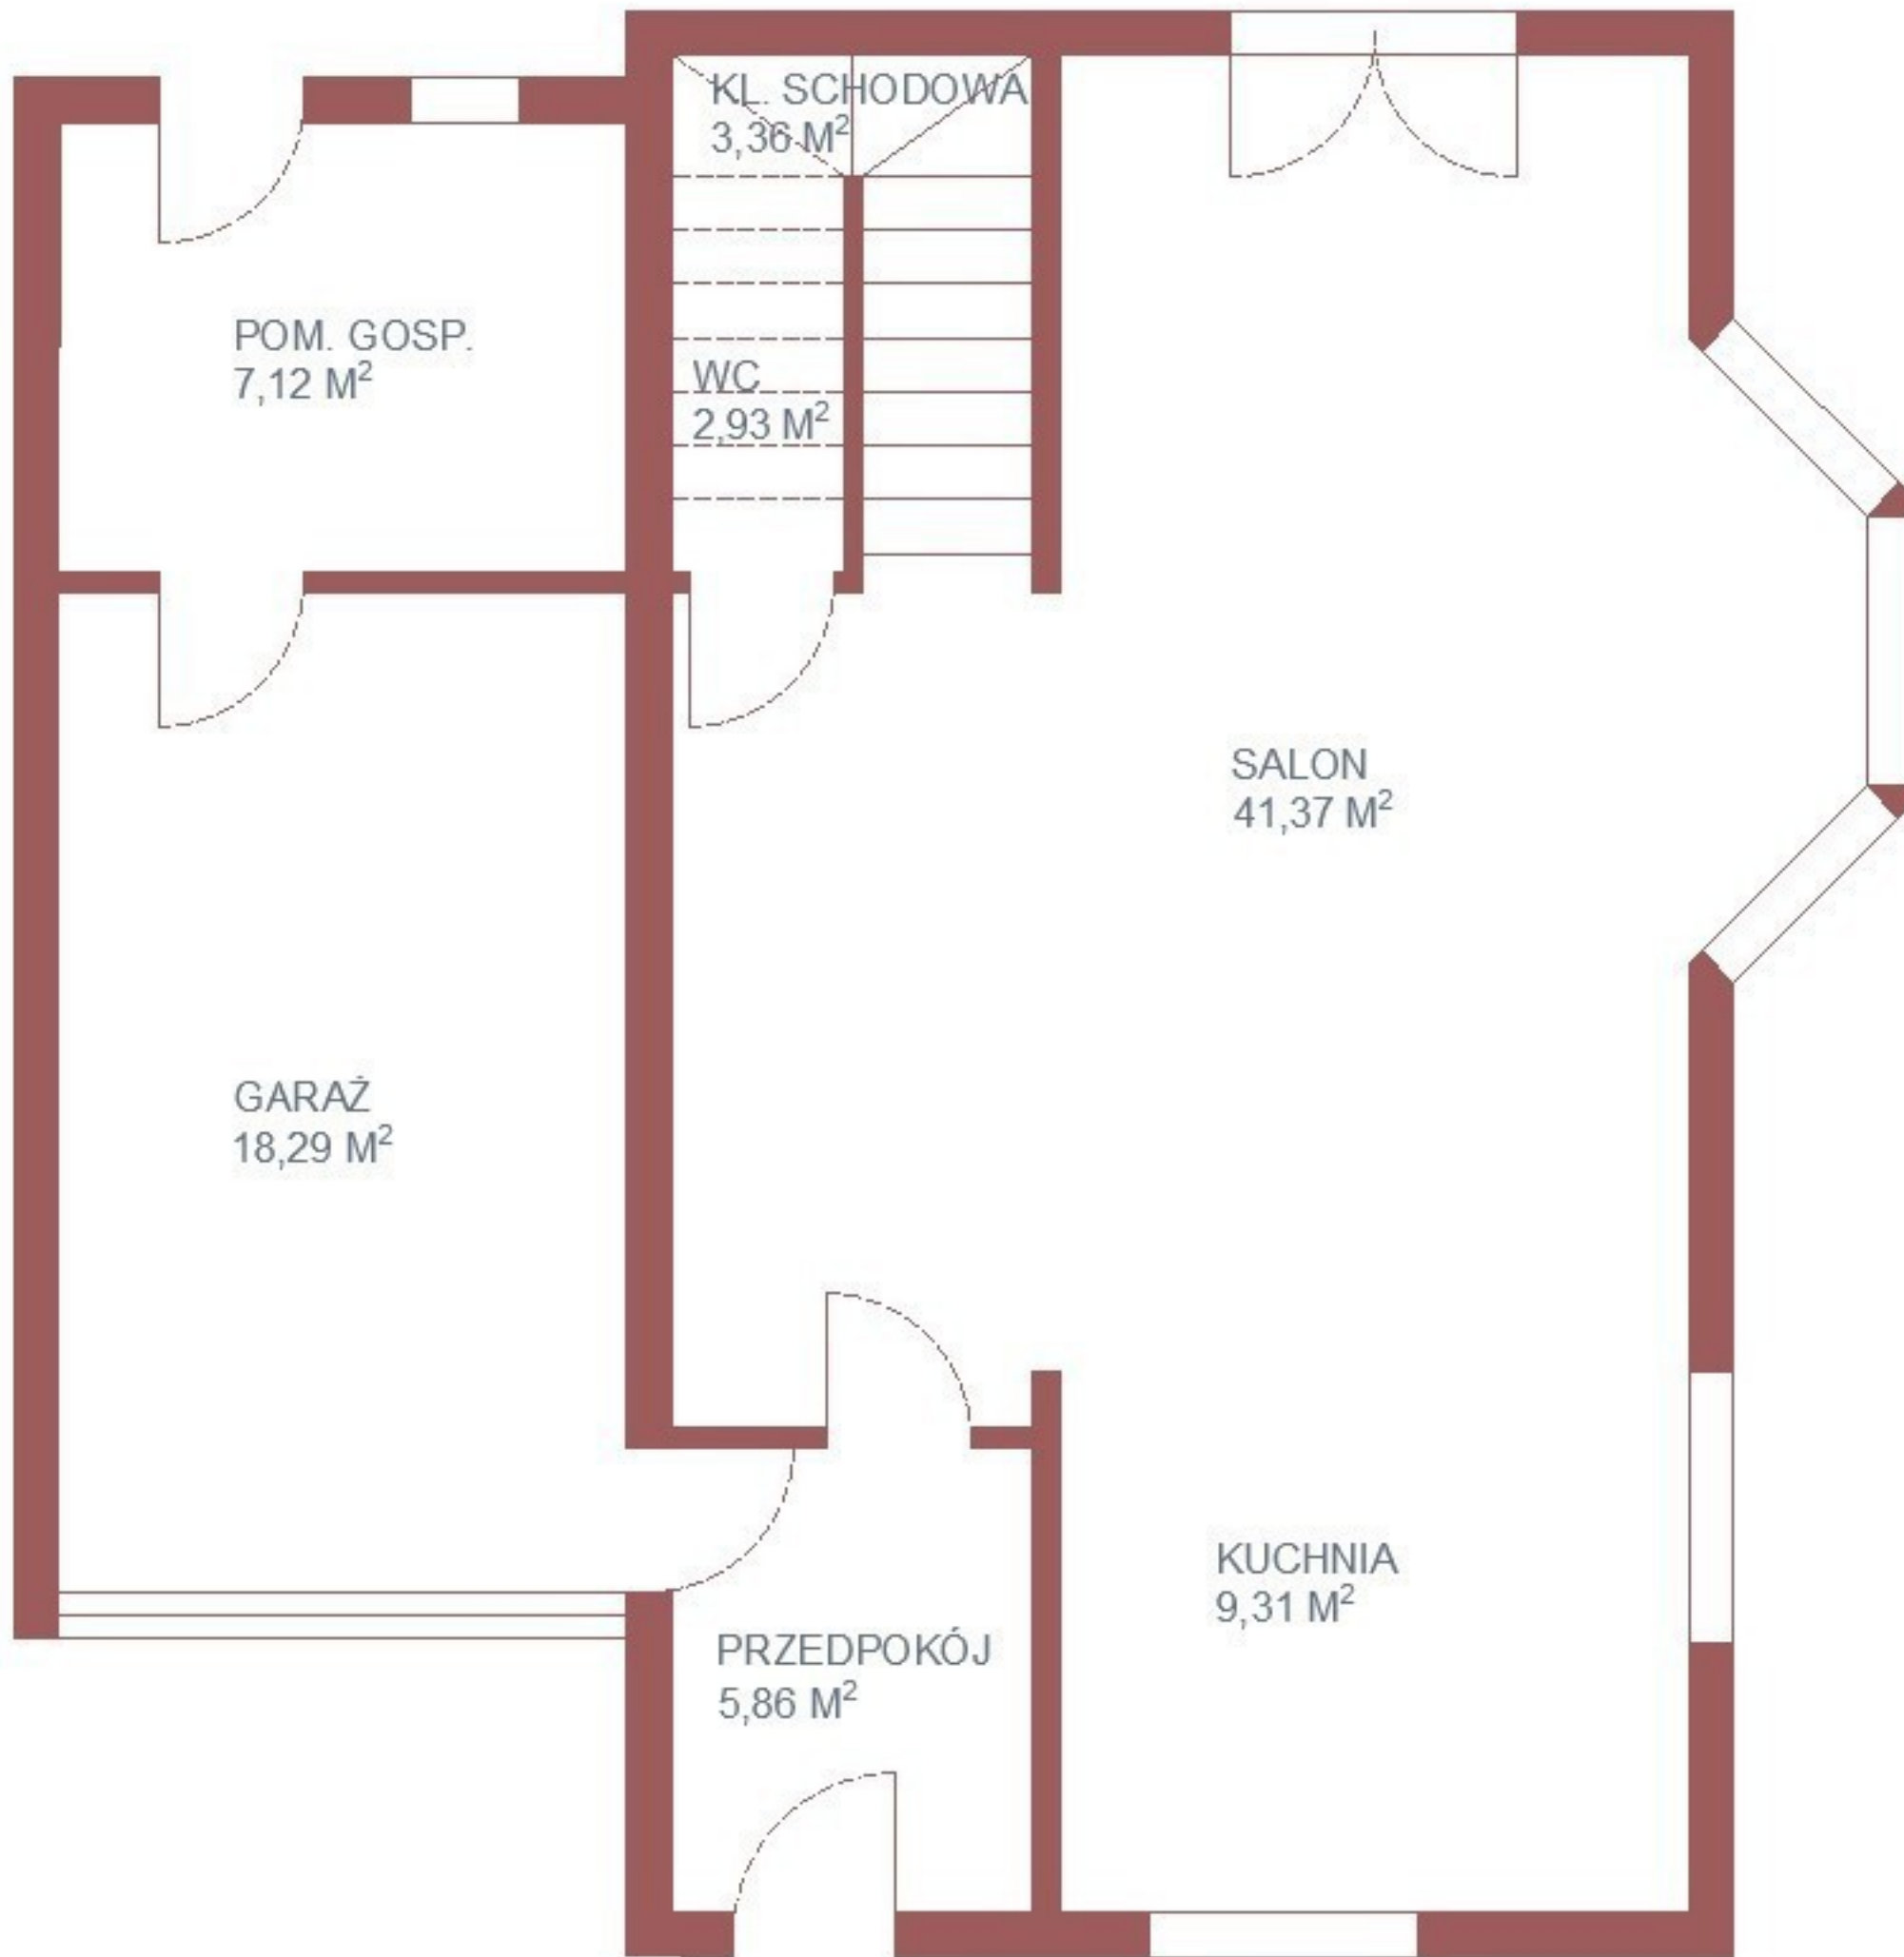 KL. SCHODOWA
3,36 M²
POM. GOSP.
7,12 M²
WC
2,93 M²
SALON
41,37 M²
GARAŻ
18,29 M²
KUCHNIA
9,31 M²
PRZEDPOKÓJ
5,86 M²